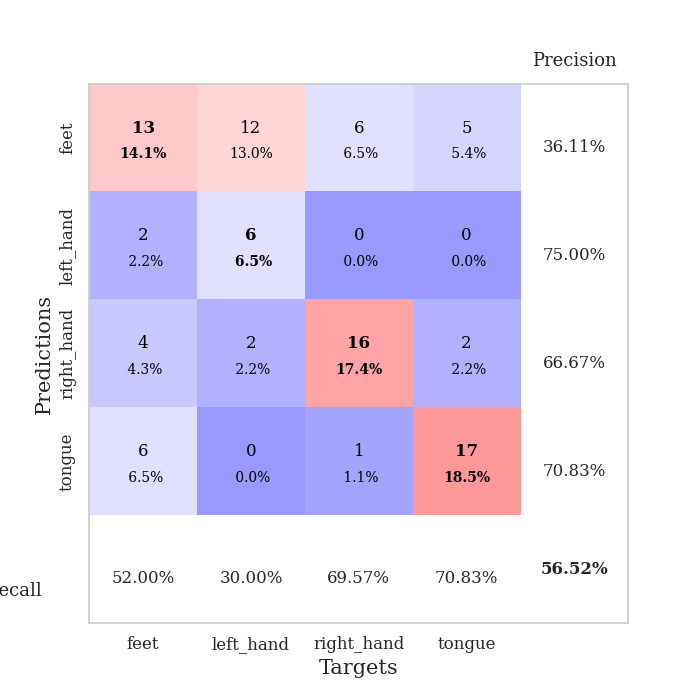 Precision
feet 13 12 6 5 36.11%
14.1% 13.0% 6.5% 5.4%
left_hand 2 6 0 0 75.00%
2.2% 6.5% 0.0% 0.0%
Predictions
right_hand 4 2 16 2 66.67%
4.3% 2.2% 17.4% 2.2%
tongue 6 0 1 17 70.83%
6.5% 0.0% 1.1% 18.5%
ecall 52.00% 30.00% 69.57% 70.83% 56.52%
feet left_hand right_hand tongue
Targets